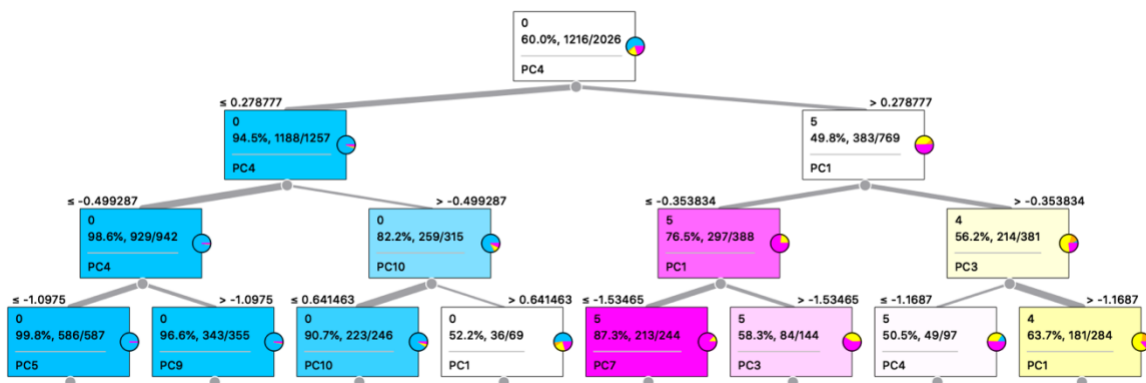 0
60.0%, 1216/2026
PC4
≤ 0.278777
> 0.278777
0
94.5%, 1188/1257
PC4
5
49.8%, 383/769
PC1
≤ -0.499287
> -0.499287
≤ -0.353834
> -0.353834
0
98.6%, 929/942
PC4
0
82.2%, 259/315
PC10
5
76.5%, 297/388
PC1
4
56.2%, 214/381
PC3
≤ -1.0975
> -1.0975
≤ 0.641463
> 0.641463
≤ -1.53465
> -1.53465
≤ -1.1687
> -1.1687
0
99.8%, 586/587
PC5
0
96.6%, 343/355
PC9
0
90.7%, 223/246
PC10
0
52.2%, 36/69
PC1
5
87.3%, 213/244
PC7
5
58.3%, 84/144
PC3
5
50.5%, 49/97
PC4
4
63.7%, 181/284
PC1